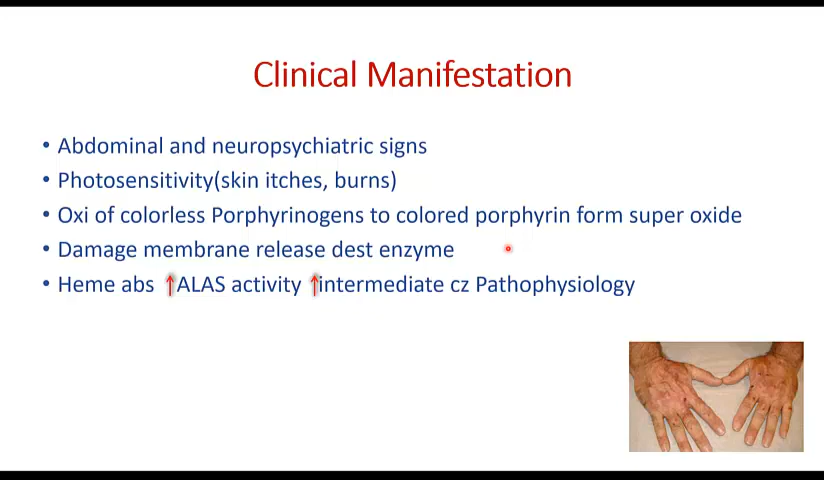 Clinical Manifestation
• Abdominal and neuropsychiatric signs
• Photosensitivity(skin itches, burns)
• Oxi of colorless Porphyrinogens to colored porphyrin form super oxide
• Damage membrane release dest enzyme
• Heme abs ↑ALAS activity ↑intermediate cz Pathophysiology